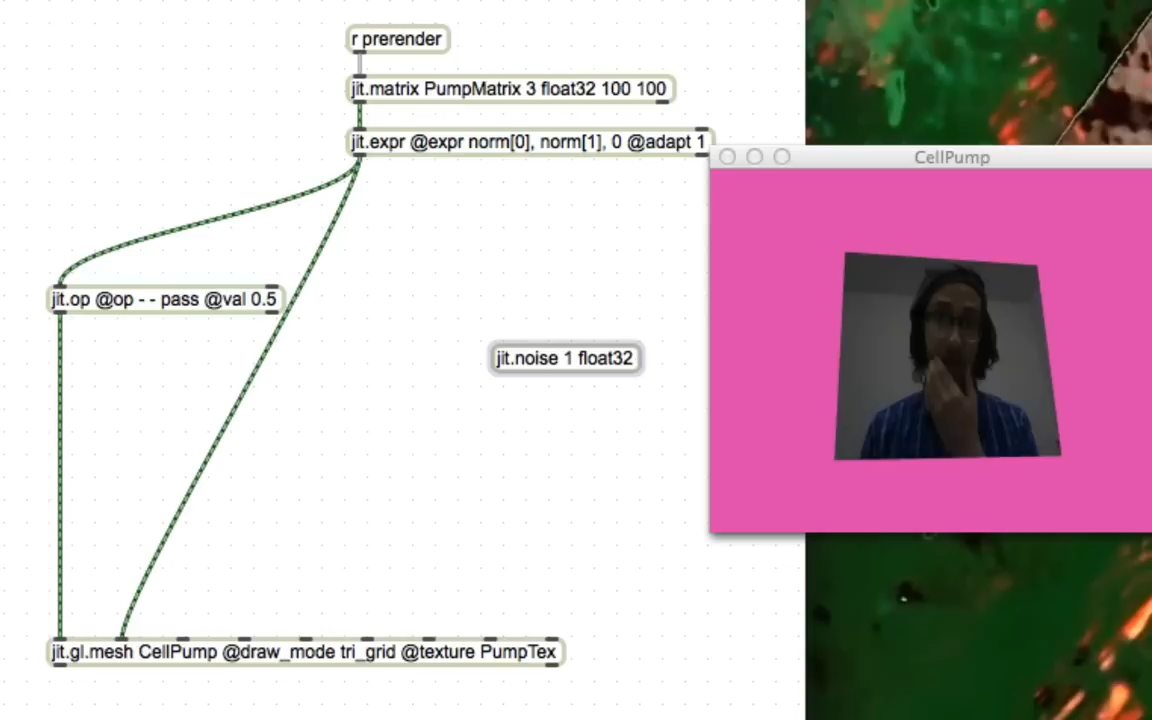 r prerender
jit.matrix PumpMatrix 3 float32 100 100
jit.expr @expr norm[0], norm[1], 0 @adapt 1
CellPump
jit.op @op - - pass @val 0.5
jit.noise 1 float32
jit.gl.mesh CellPump @draw_mode tri_grid @texture PumpTex